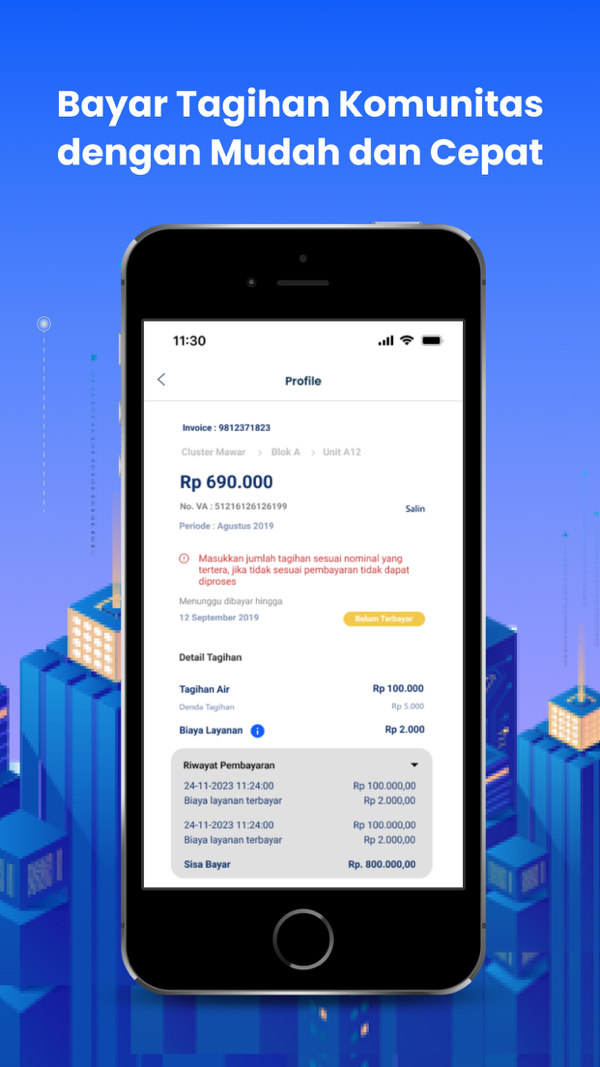 Bayar Tagihan Komunitas
dengan Mudah dan Cepat
11:30
Profile
Invoice : 9812371823
Cluster Mawar > Blok A > Unit A12
Rp 690.000
No. VA : 51216126126199
Salin
Periode : Agustus 2019
Masukkan jumlah tagihan sesuai nominal yang
tertera, jika tidak sesuai pembayaran tidak dapat
diproses
Menunggu dibayar hingga
12 September 2019
Belum Terbayar
Detail Tagihan
Tagihan Air Rp 100.000
Denda Tagihan Rp 5.000
Biaya Layanan i Rp 2.000
Riwayat Pembayaran
24-11-2023 11:24:00 Rp 100.000,00
Biaya layanan terbayar Rp 2.000,00
24-11-2023 11:24:00 Rp 100.000,00
Biaya layanan terbayar Rp 2.000,00
Sisa Bayar Rp. 800.000,00